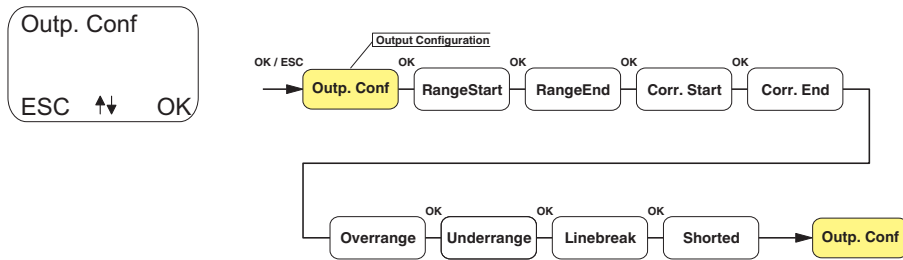 Outp. Conf
ESC OK
Output Configuration
OK / ESC
OK
OK
OK
OK
Outp. Conf
RangeStart
RangeEnd
Corr. Start
Corr. End
OK
OK
OK
Overrange
Underrange
Linebreak
Shorted
Outp. Conf